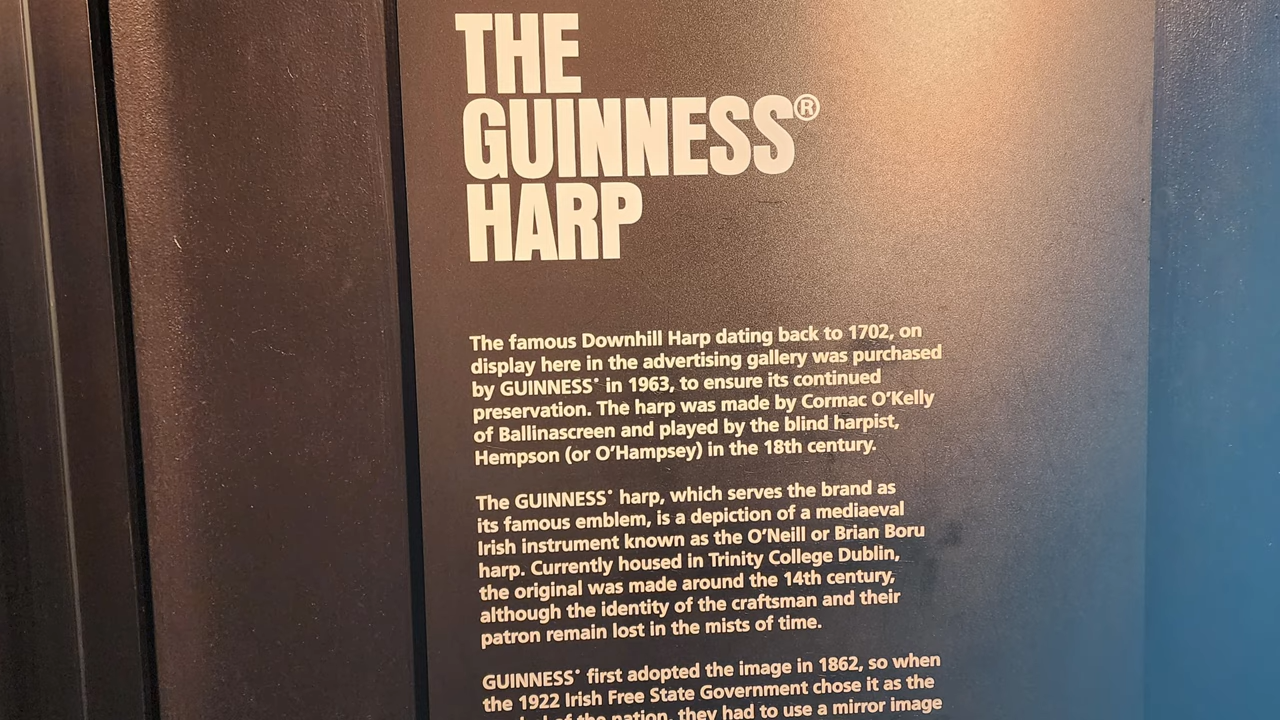 THE
GUINNESS®
HARP
The famous Downhill Harp dating back to 1702, on
display here in the advertising gallery was purchased
by GUINNESS® in 1963, to ensure its continued
preservation. The harp was made by Cormac O’Kelly
of Ballinascreen and played by the blind harpist,
Hempson (or O’Hampsey) in the 18th century.
The GUINNESS® harp, which serves the brand as
its famous emblem, is a depiction of a mediaeval
Irish instrument known as the O’Neill or Brian Boru
harp. Currently housed in Trinity College Dublin,
the original was made around the 14th century,
although the identity of the craftsman and their
patron remain lost in the mists of time.
GUINNESS® first adopted the image in 1862, so when
the 1922 Irish Free State Government chose it as the
of the nation, they had to use a mirror image